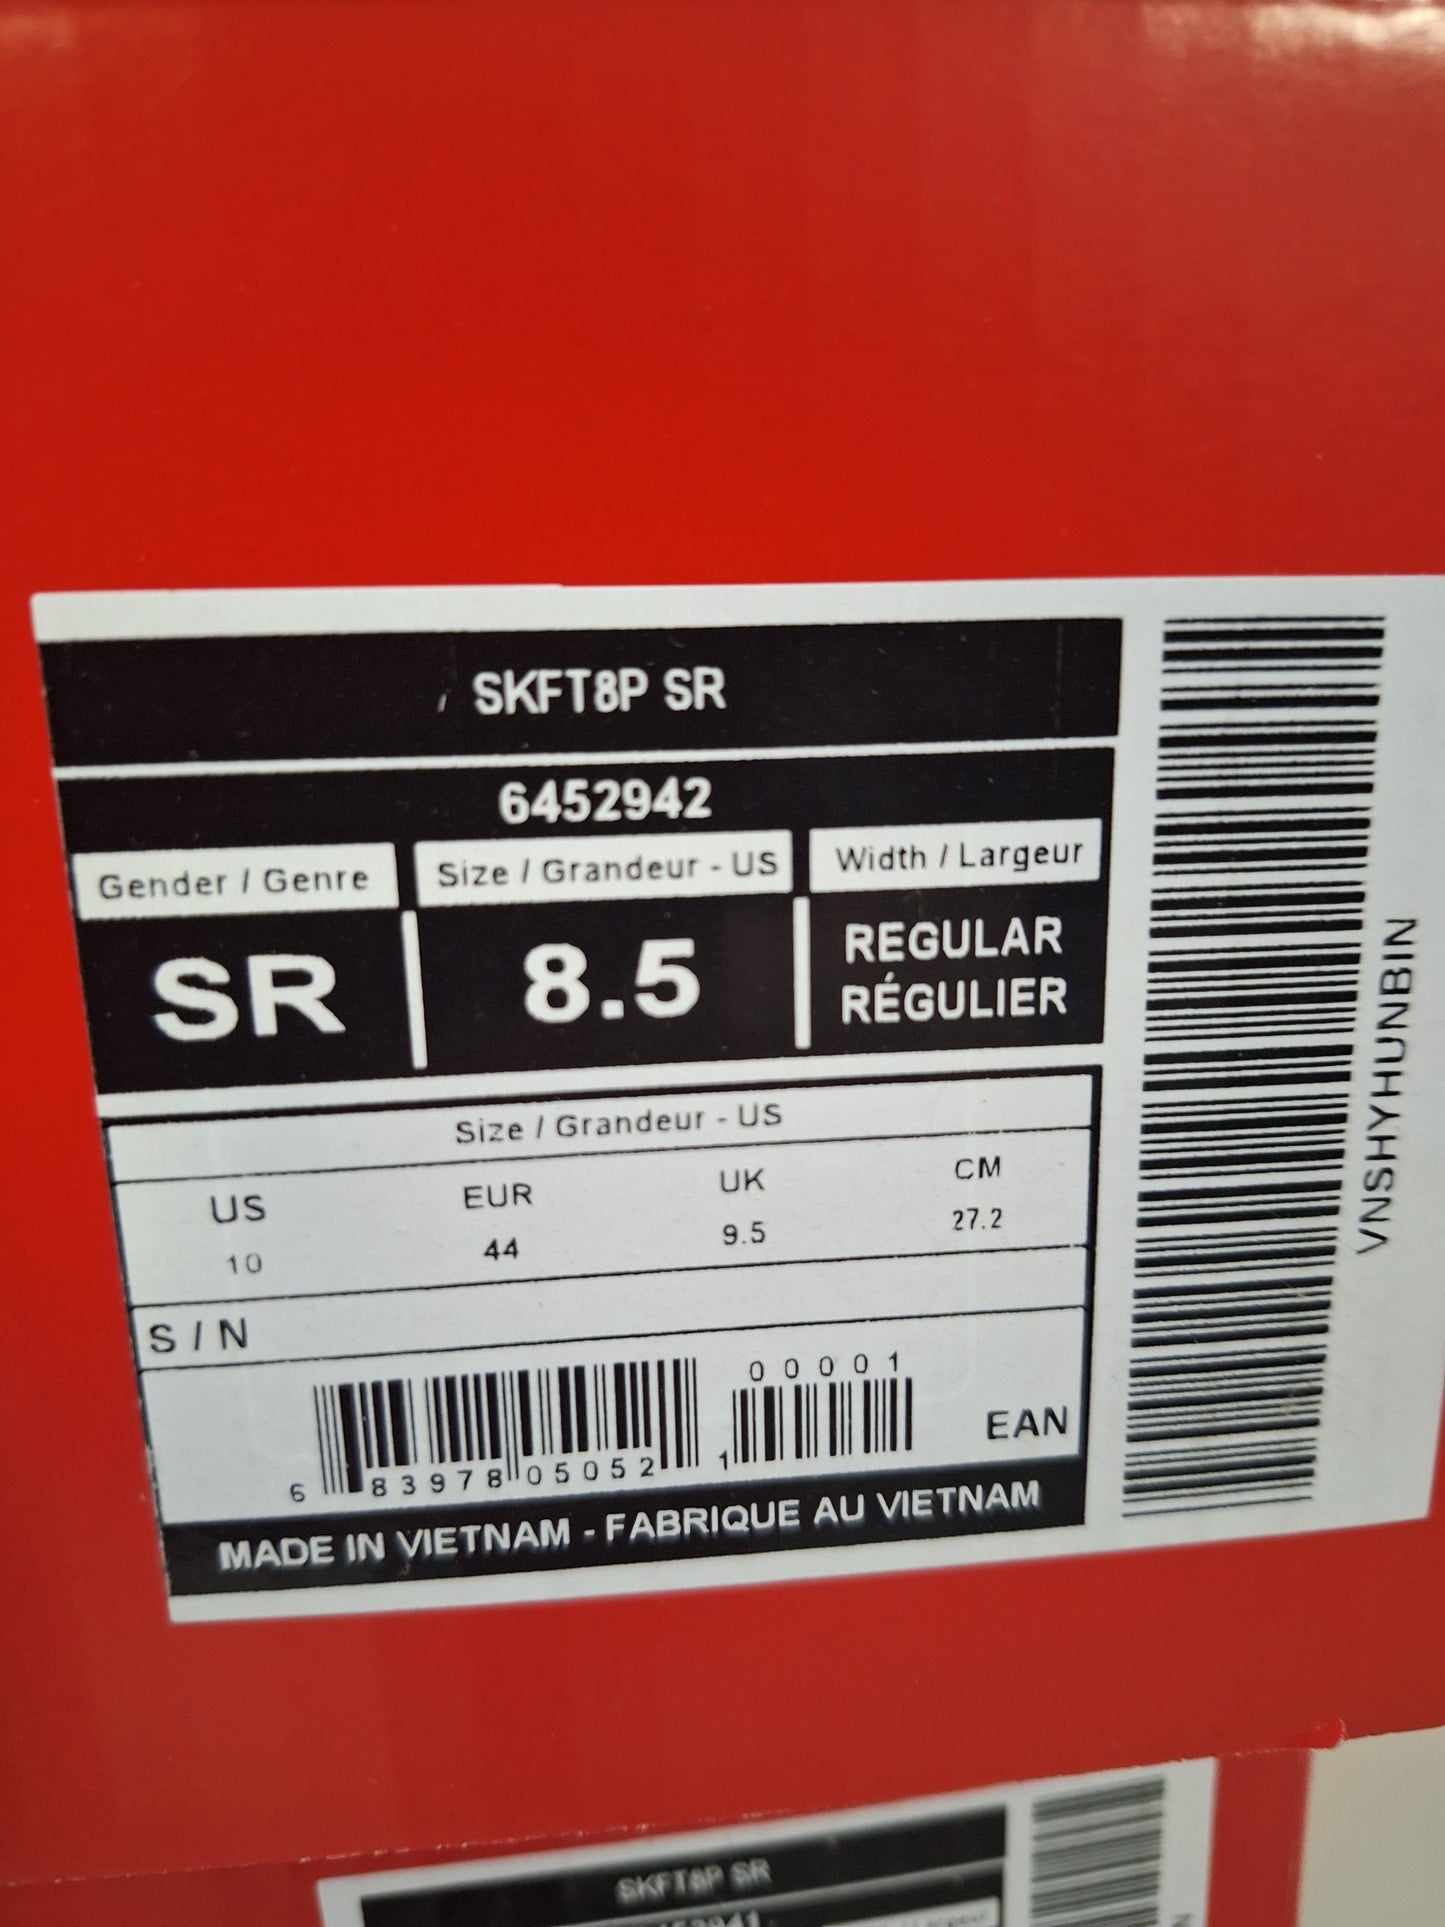 SKFT8P SR
6452942
Gender / Genre
Size / Grandeur - US
Width / Largeur
SR
8.5
REGULAR
RÉGULIER
Size / Grandeur - US
US
EUR
UK
CM
10
44
9.5
27.2
S / N
00001
6 83978 05052 1
EAN
MADE IN VIETNAM - FABRIQUE AU VIETNAM
VNSHYHUNBIN
SKFT8P SR